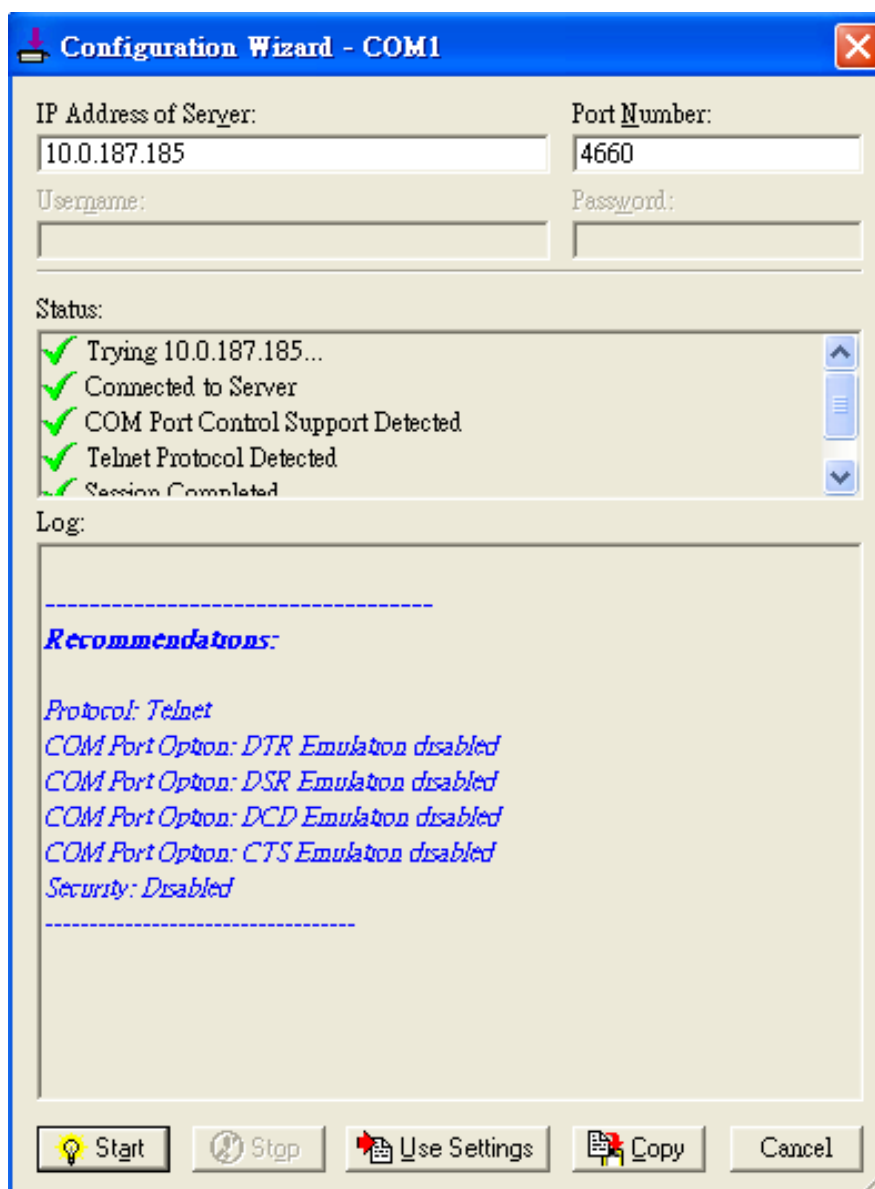 Configuration Wizard - COM1
IP Address of Server: Port Number:
10.0.187.185 4660
Username: Password:
Status:
Trying 10.0.187.185...
Connected to Server
COM Port Control Support Detected
Telnet Protocol Detected
Session Completed
Log:
------------------------------------
Recommendations:
Protocol: Telnet
COM Port Option: DTR Emulation disabled
COM Port Option: DSR Emulation disabled
COM Port Option: DCD Emulation disabled
COM Port Option: CTS Emulation disabled
Security: Disabled
----------------------------------
Start Stop Use Settings Copy Cancel